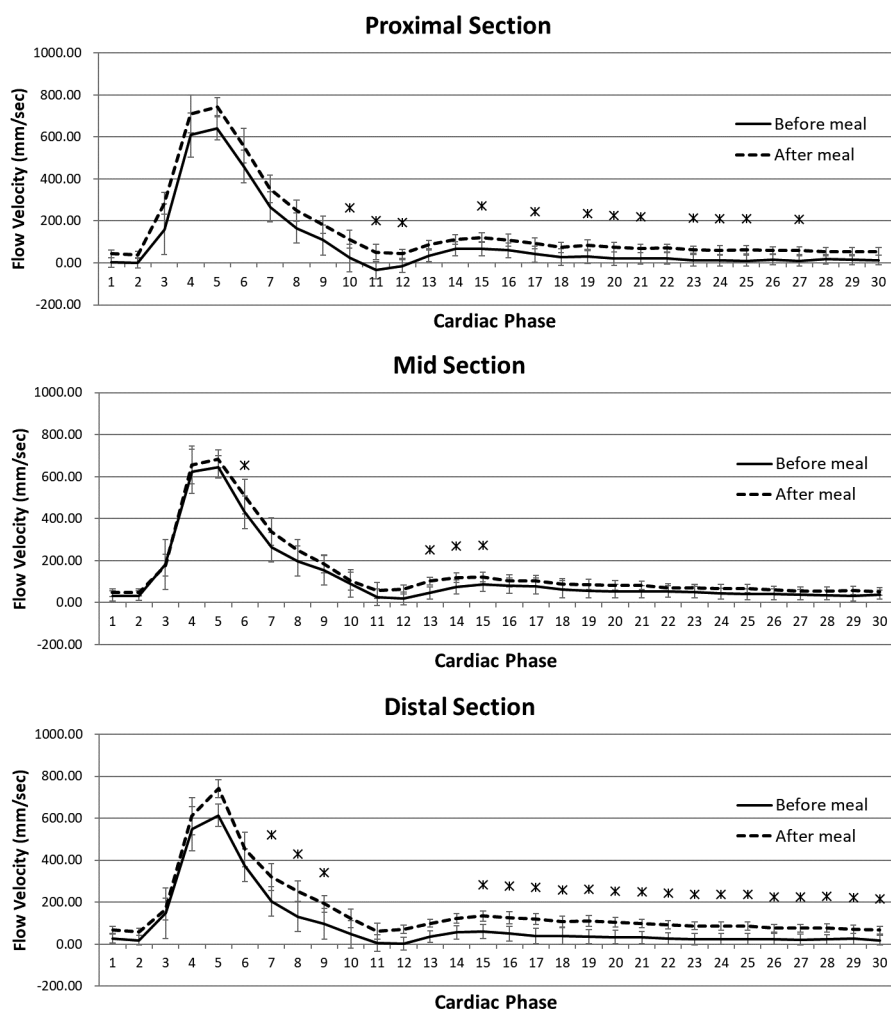 Proximal Section
1000.00
800.00
600.00
400.00
200.00
0.00
-200.00
Flow Velocity (mm/sec)
Before meal
After meal
1 2 3 4 5 6 7 8 9 10 11 12 13 14 15 16 17 18 19 20 21 22 23 24 25 26 27 28 29 30
Cardiac Phase
Mid Section
1000.00
800.00
600.00
400.00
200.00
0.00
-200.00
Flow Velocity (mm/sec)
Before meal
After meal
1 2 3 4 5 6 7 8 9 10 11 12 13 14 15 16 17 18 19 20 21 22 23 24 25 26 27 28 29 30
Cardiac Phase
Distal Section
1000.00
800.00
600.00
400.00
200.00
0.00
-200.00
Flow Velocity (mm/sec)
Before meal
After meal
1 2 3 4 5 6 7 8 9 10 11 12 13 14 15 16 17 18 19 20 21 22 23 24 25 26 27 28 29 30
Cardiac Phase